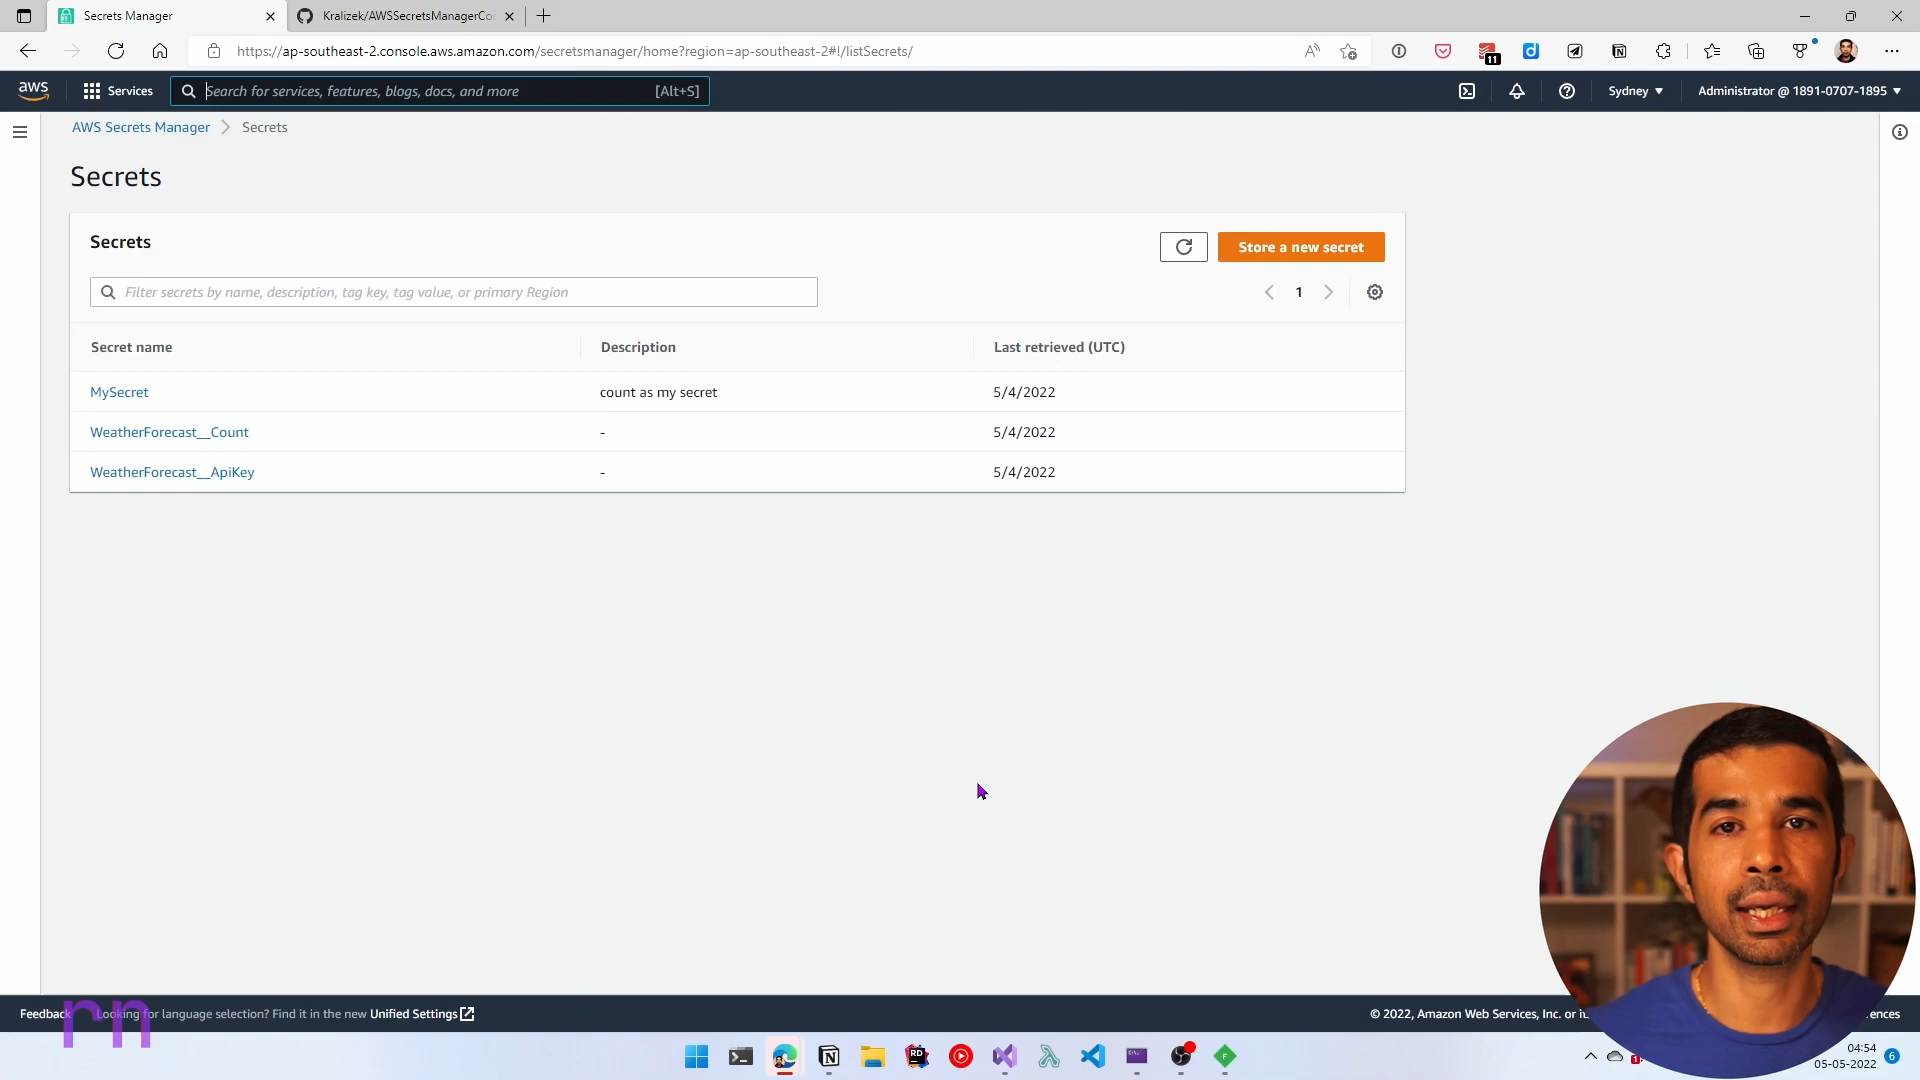 Secrets Manager
Kralizek/AWSSecretsManagerCo
https://ap-southeast-2.console.aws.amazon.com/secretsmanager/home?region=ap-southeast-2#!/listSecrets/
11
aws
Services
Search for services, features, blogs, docs, and more
[Alt+S]
Sydney
Administrator @ 1891-0707-1895
AWS Secrets Manager
Secrets
Secrets
Secrets
Store a new secret
Filter secrets by name, description, tag key, tag value, or primary Region
1
Secret name
Description
Last retrieved (UTC)
MySecret
count as my secret
5/4/2022
WeatherForecast__Count
-
5/4/2022
WeatherForecast__ApiKey
-
5/4/2022
Feedback
Looking for language selection? Find it in the new Unified Settings
© 2022, Amazon Web Services, Inc. or
ences
rn
RD
04:54
05-05-2022
6